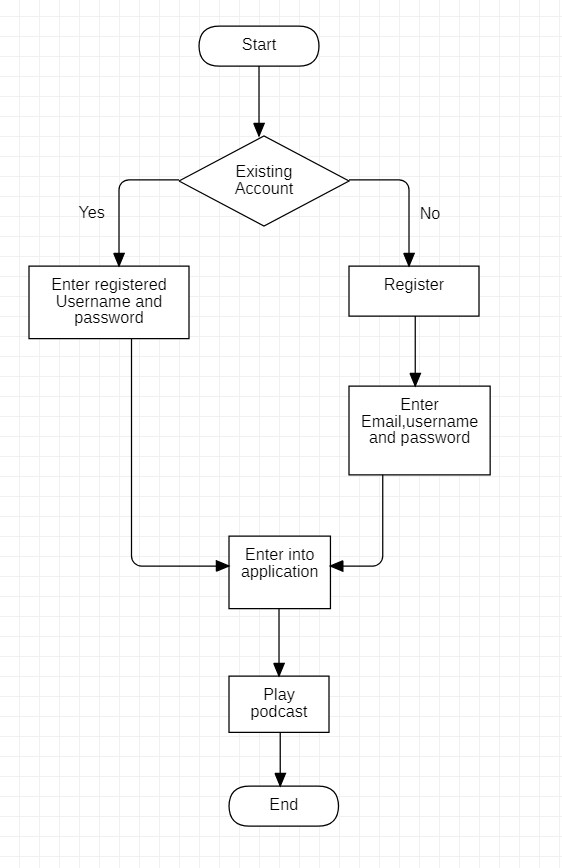 Start
Existing
Account
Yes
No
Enter registered
Username and
password
Register
Enter
Email,username
and password
Enter into
application
Play
podcast
End